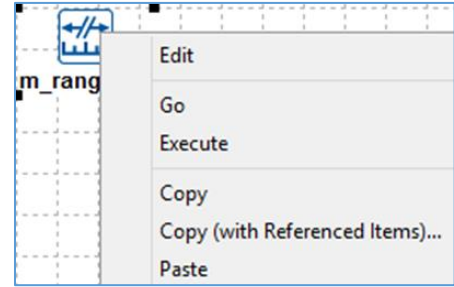 m_rang
Edit
Go
Execute
Copy
Copy (with Referenced Items)...
Paste